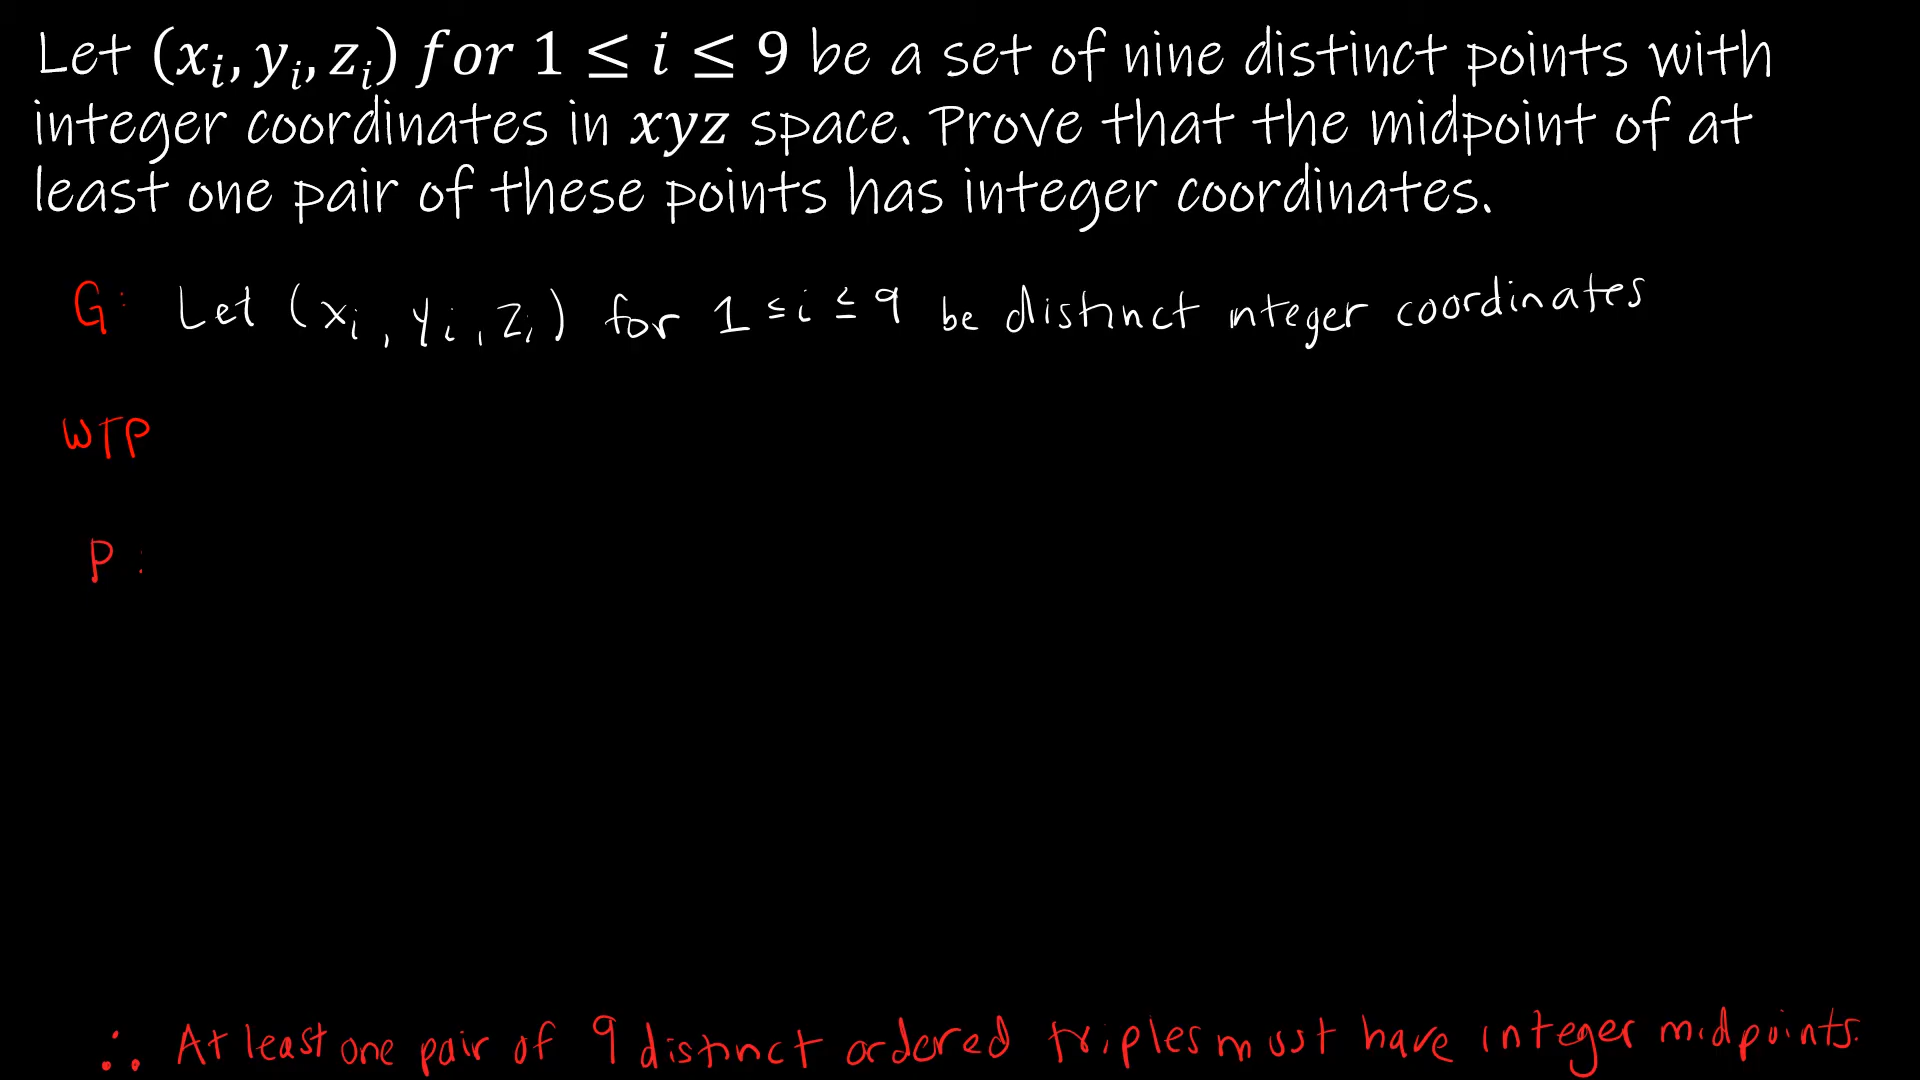 Let (xᵢ, yᵢ, zᵢ) for 1 ≤ i ≤ 9 be a set of nine distinct points with
integer coordinates in xyz space. Prove that the midpoint of at
least one pair of these points has integer coordinates.
G: Let (xᵢ, yᵢ, zᵢ) for 1 ≤ i ≤ 9 be distinct integer coordinates
WTP
P:
∴ At least one pair of 9 distinct ordered triples must have integer midpoints.